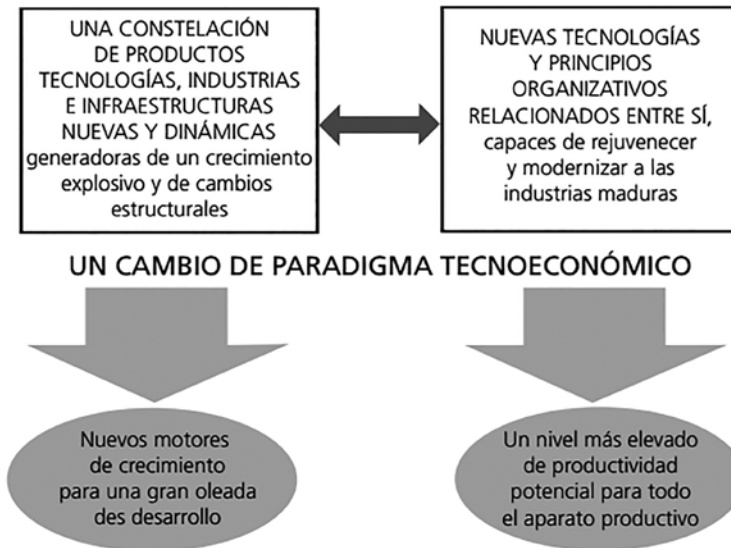 UNA CONSTELACIÓN
DE PRODUCTOS
TECNOLOGÍAS, INDUSTRIAS
E INFRAESTRUCTURAS
NUEVAS Y DINÁMICAS
generadoras de un crecimiento
explosivo y de cambios
estructurales
NUEVAS TECNOLOGÍAS
Y PRINCIPIOS
ORGANIZATIVOS
RELACIONADOS ENTRE SÍ,
capaces de rejuvenecer
y modernizar a las
industrias maduras
UN CAMBIO DE PARADIGMA TECNOECONÓMICO
Nuevos motores
de crecimiento
para una gran oleada
des desarrollo
Un nivel más elevado
de productividad
potencial para todo
el aparato productivo